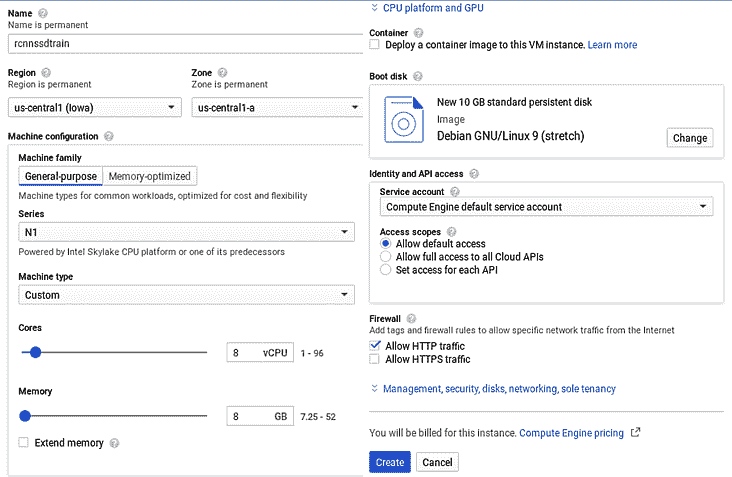 Name
Name is permanent
rcnnssdtrain
Region
Region is permanent
us-central1 (Iowa)
Zone
Zone is permanent
us-central1-a
Machine configuration
Machine family
General-purpose
Memory-optimized
Machine types for common workloads, optimized for cost and flexibility
Series
N1
Powered by Intel Skylake CPU platform or one of its predecessors
Machine type
Custom
Cores
8 vCPU 1 - 96
Memory
8 GB 7.25 - 52
Extend memory
CPU platform and GPU
Container
Deploy a container image to this VM instance. Learn more
Boot disk
New 10 GB standard persistent disk
Image
Debian GNU/Linux 9 (stretch)
Change
Identity and API access
Service account
Compute Engine default service account
Access scopes
Allow default access
Allow full access to all Cloud APIs
Set access for each API
Firewall
Add tags and firewall rules to allow specific network traffic from the Internet
Allow HTTP traffic
Allow HTTPS traffic
Management, security, disks, networking, sole tenancy
You will be billed for this instance. Compute Engine pricing
Create
Cancel